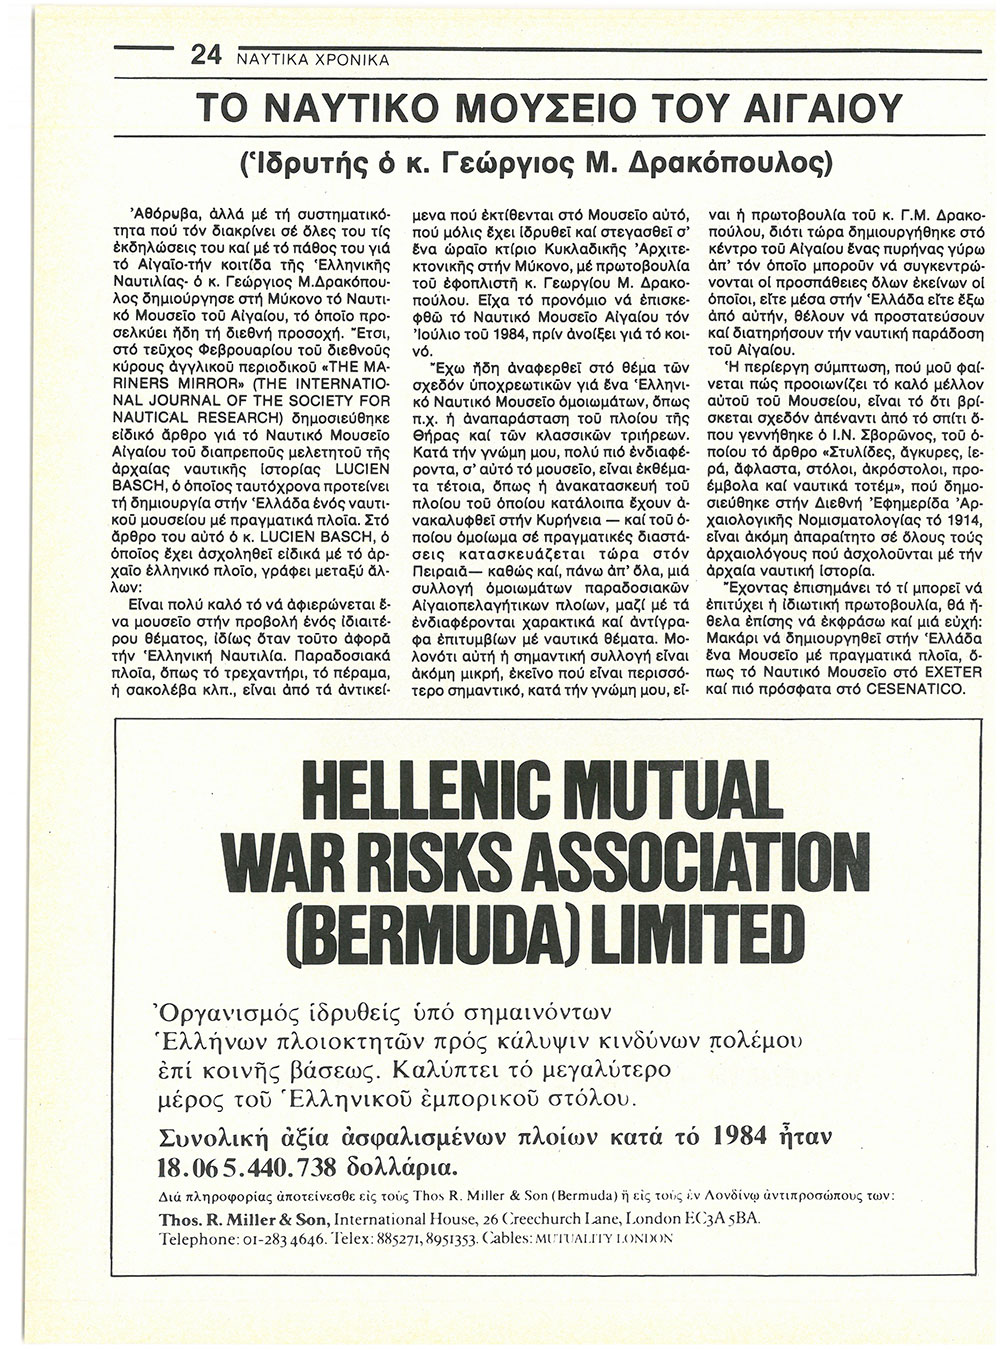 24 ΝΑΥΤΙΚΑ ΧΡΟΝΙΚΑ
ΤΟ ΝΑΥΤΙΚΟ ΜΟΥΣΕΙΟ ΤΟΥ ΑΙΓΑΙΟΥ
(Ἱδρυτής ὁ κ. Γεώργιος Μ. Δρακόπουλος)
Ἀθόρυβα, ἀλλά μέ τή συστηματικό-
τητα πού τόν διακρίνει σέ ὅλες του τίς
ἐκδηλώσεις του καί μέ τό πάθος του γιά
τό Αἰγαῖο-τήν κοιτίδα τῆς Ἑλληνικῆς
Ναυτιλίας- ὁ κ. Γεώργιος Μ.Δρακόπου-
λος δημιούργησε στή Μύκονο τό Ναυτι-
κό Μουσεῖο τοῦ Αἰγαίου, τό ὁποῖο προ-
σελκύει ἤδη τή διεθνή προσοχή. Ἔτσι,
στό τεῦχος Φεβρουαρίου τοῦ διεθνοῦς
κύρους ἀγγλικοῦ περιοδικοῦ «THE MA-
RINERS MIRROR» (THE INTERNATIO-
NAL JOURNAL OF THE SOCIETY FOR
NAUTICAL RESEARCH) δημοσιεύθηκε
εἰδικό ἄρθρο γιά τό Ναυτικό Μουσεῖο
Αἰγαίου τοῦ διαπρεποῦς μελετητοῦ τῆς
ἀρχαίας ναυτικῆς ἱστορίας LUCIEN
BASCH, ὁ ὁποῖος ταυτόχρονα προτείνει
τή δημιουργία στήν Ἑλλάδα ἑνός ναυτι-
κοῦ μουσείου μέ πραγματικά πλοῖα. Στό
ἄρθρο του αὐτό ὁ κ. LUCIEN BASCH, ὁ
ὁποῖος ἔχει ἀσχοληθεῖ εἰδικά μέ τό ἀρ-
χαῖο ἑλληνικό πλοῖο, γράφει μεταξύ ἄλ-
λων:
Εἶναι πολύ καλό τό νά ἀφιερώνεται ἕ-
να μουσεῖο στήν προβολή ἑνός ἰδιαιτέ-
ρου θέματος, ἰδίως ὅταν τοῦτο ἀφορᾶ
τήν Ἑλληνική Ναυτιλία. Παραδοσιακά
πλοῖα, ὅπως τό τρεχαντήρι, τό πέραμα,
ἡ σακολέβα κλπ., εἶναι ἀπό τά ἀντικεί-
μενα πού ἐκτίθενται στό Μουσεῖο αὐτό,
πού μόλις ἔχει ἱδρυθεῖ καί στεγασθεῖ σ'
ἕνα ὡραῖο κτίριο Κυκλαδικῆς Ἀρχιτε-
κτονικῆς στήν Μύκονο, μέ πρωτοβουλία
τοῦ ἐφοπλιστῆ κ. Γεωργίου Μ. Δρακο-
πούλου. Εἶχα τό προνόμιο νά ἐπισκε-
φθῶ τό Ναυτικό Μουσεῖο Αἰγαίου τόν
Ἰούλιο τοῦ 1984, πρίν ἀνοίξει γιά τό κοι-
νό.
Ἔχω ἤδη ἀναφερθεῖ στό θέμα τῶν
σχεδόν ὑποχρεωτικῶν γιά ἕνα Ἑλληνι-
κό Ναυτικό Μουσεῖο ὁμοιωμάτων, ὅπως
π.χ. ἡ ἀναπαράσταση τοῦ πλοίου τῆς
Θήρας καί τῶν κλασσικῶν τριήρεων.
Κατά τήν γνώμη μου, πολύ πιό ἐνδιαφέ-
ροντα, σ' αὐτό τό μουσεῖο, εἶναι ἐκθέμα-
τα τέτοια, ὅπως ἡ ἀνακατασκευή τοῦ
πλοίου τοῦ ὁποίου κατάλοιπα ἔχουν ἀ-
νακαλυφθεῖ στήν Κυρήνεια — καί τοῦ ὁ-
ποίου ὁμοίωμα σέ πραγματικές διαστά-
σεις κατασκευάζεται τώρα στόν
Πειραιᾶ— καθώς καί, πάνω ἀπ' ὅλα, μιά
συλλογή ὁμοιωμάτων παραδοσιακῶν
Αἰγαιοπελαγήτικων πλοίων, μαζί μέ τά
ἐνδιαφέρονται χαρακτικά καί ἀντίγρα-
φα ἐπιτυμβίων μέ ναυτικά θέματα. Μο-
λονότι αὐτή ἡ σημαντική συλλογή εἶναι
ἀκόμη μικρή, ἐκεῖνο πού εἶναι περισσό-
τερο σημαντικό, κατά τήν γνώμη μου, εἶ-
ναι ἡ πρωτοβουλία τοῦ κ. Γ.Μ. Δρακο-
πούλου, διότι τώρα δημιουργήθηκε στό
κέντρο τοῦ Αἰγαίου ἕνας πυρήνας γύρω
ἀπ' τόν ὁποῖο μποροῦν νά συγκεντρώ-
νονται οἱ προσπάθειες ὅλων ἐκείνων οἱ
ὁποῖοι, εἴτε μέσα στήν Ἑλλάδα εἴτε ἔξω
ἀπό αὐτήν, θέλουν νά προστατεύσουν
καί διατηρήσουν τήν ναυτική παράδοση
τοῦ Αἰγαίου.
Ἡ περίεργη σύμπτωση, πού μοῦ φαί-
νεται πώς προοιωνίζει τό καλό μέλλον
αὐτοῦ τοῦ Μουσείου, εἶναι τό ὅτι βρί-
σκεται σχεδόν ἀπέναντι ἀπό τό σπίτι ὅ-
που γεννήθηκε ὁ Ι.Ν. Σβορῶνος, τοῦ ὁ-
ποίου τό ἄρθρο «Στυλίδες, ἄγκυρες, ἱε-
ρά, ἄφλαστα, στόλοι, ἀκρόστολοι, προ-
έμβολα καί ναυτικά τοτέμ», πού δημο-
σιεύθηκε στήν Διεθνῆ Ἐφημερίδα Ἀρ-
χαιολογικῆς Νομισματολογίας τό 1914,
εἶναι ἀκόμη ἀπαραίτητο σέ ὅλους τούς
ἀρχαιολόγους πού ἀσχολοῦνται μέ τήν
ἀρχαία ναυτική ἱστορία.
Ἔχοντας ἐπισημάνει τό τί μπορεῖ νά
ἐπιτύχει ἡ ἰδιωτική πρωτοβουλία, θά ἤ-
θελα ἐπίσης νά ἐκφράσω καί μιά εὐχή:
Μακάρι νά δημιουργηθεῖ στήν Ἑλλάδα
ἕνα Μουσεῖο μέ πραγματικά πλοῖα, ὅ-
πως τό Ναυτικό Μουσεῖο στό EXETER
καί πιό πρόσφατα στό CESENATICO.
HELLENIC MUTUAL
WAR RISKS ASSOCIATION
(BERMUDA) LIMITED
Ὀργανισμός ἱδρυθείς ὑπό σημαινόντων
Ἑλλήνων πλοιοκτητῶν πρός κάλυψιν κινδύνων πολέμου
ἐπί κοινῆς βάσεως. Καλύπτει τό μεγαλύτερο
μέρος τοῦ Ἑλληνικοῦ ἐμπορικοῦ στόλου.
Συνολική ἀξία ἀσφαλισμένων πλοίων κατά τό 1984 ἦταν
18.065.440.738 δολλάρια.
Διά πληροφορίας ἀποτείνεσθε εἰς τούς Thos R. Miller & Son (Bermuda) ἤ εἰς τούς ἐν Λονδίνῳ ἀντιπροσώπους των:
Thos. R. Miller & Son, International House, 26 Creechurch Lane, London EC3A 5BA.
Telephone: 01-283 4646. Telex: 885271, 8951353. Cables: MUTUALITY LONDON